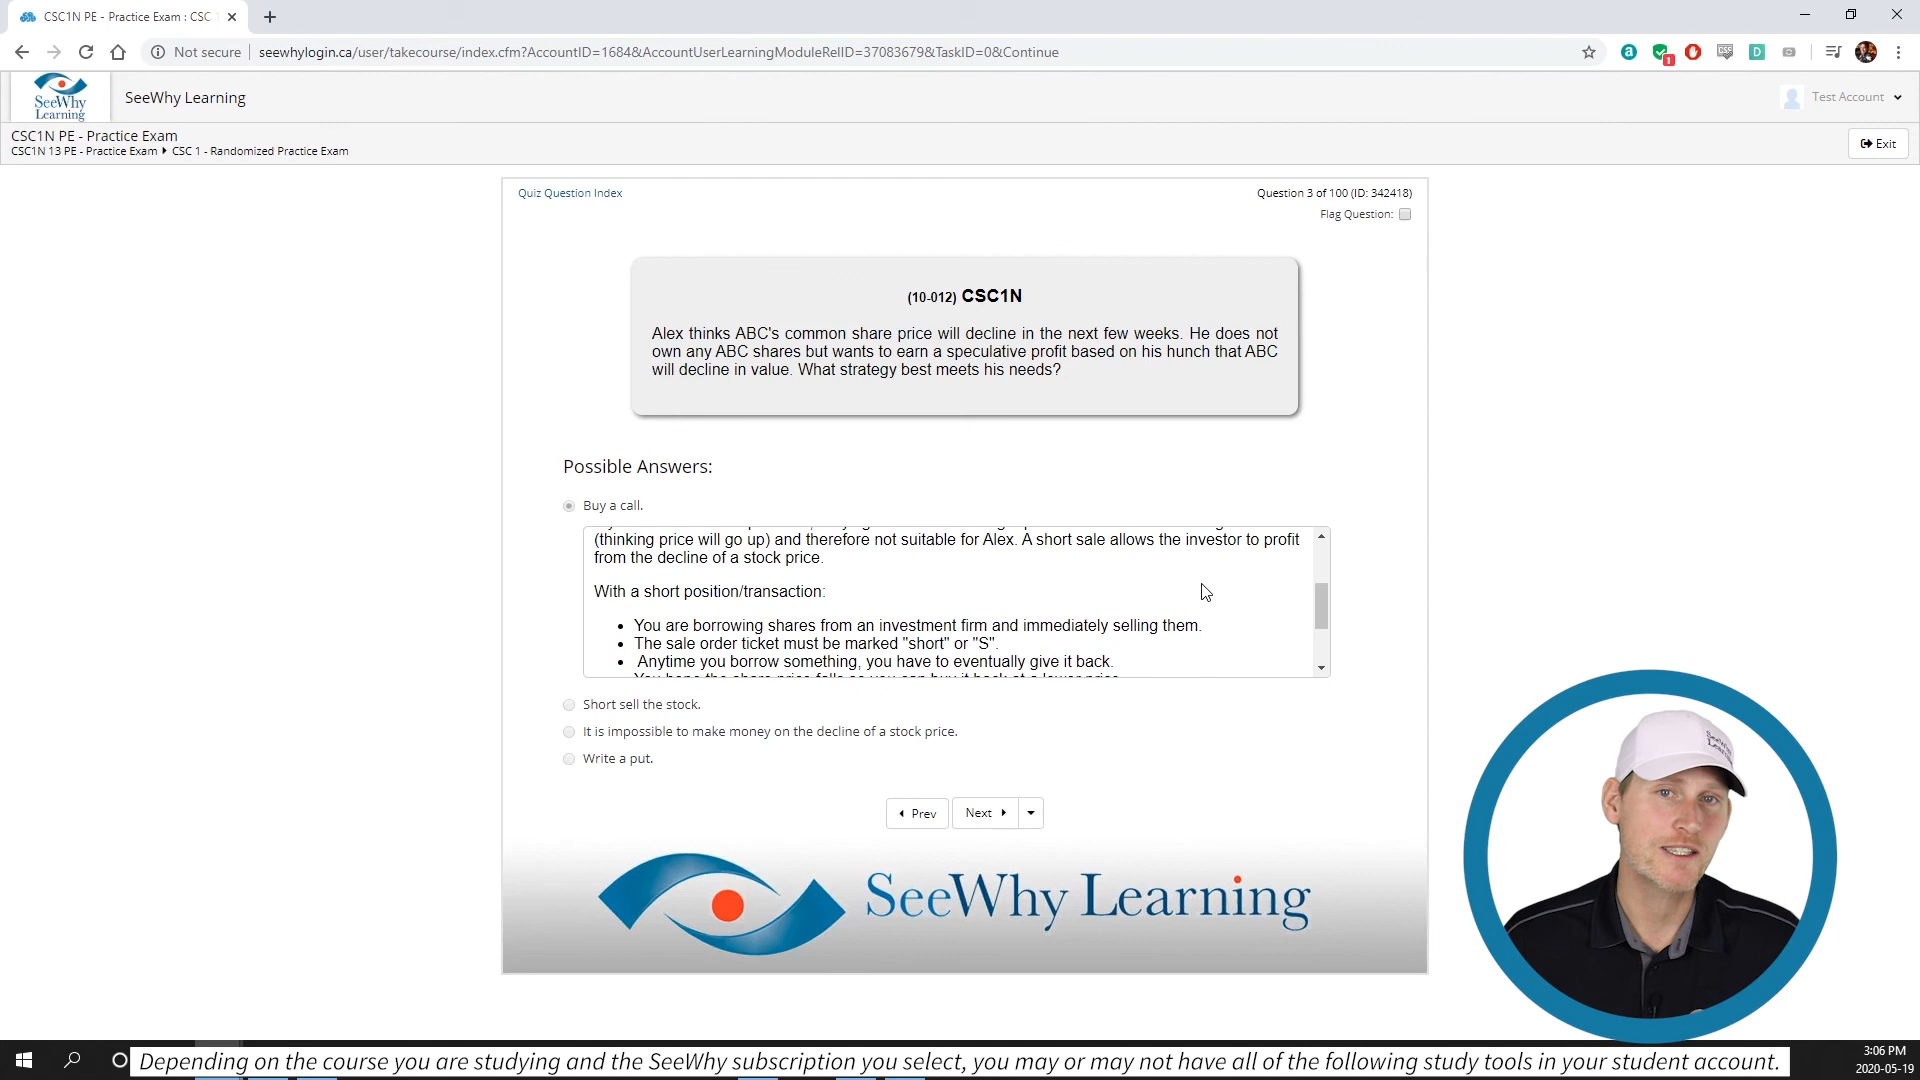 CSC1N PE - Practice Exam : CSC
Not secure
seewhylogin.ca/user/takecourse/index.cfm?AccountID=1684&AccountUserLearningModuleRelID=37083679&TaskID=0&Continue
SeeWhy
Learning
SeeWhy Learning
Test Account
CSC1N PE - Practice Exam
CSC1N 13 PE - Practice Exam CSC 1 - Randomized Practice Exam
Exit
Quiz Question Index
Question 3 of 100 (ID: 342418)
Flag Question:
(10-012) CSC1N
Alex thinks ABC's common share price will decline in the next few weeks. He does not
own any ABC shares but wants to earn a speculative profit based on his hunch that ABC
will decline in value. What strategy best meets his needs?
Possible Answers:
Buy a call.
(thinking price will go up) and therefore not suitable for Alex. A short sale allows the investor to profit
from the decline of a stock price.
With a short position/transaction:
• You are borrowing shares from an investment firm and immediately selling them.
• The sale order ticket must be marked "short" or "S".
• Anytime you borrow something, you have to eventually give it back.
Short sell the stock.
It is impossible to make money on the decline of a stock price.
Write a put.
Prev
Next
SeeWhy Learning
SeeWhy
Learning
Depending on the course you are studying and the SeeWhy subscription you select, you may or may not have all of the following study tools in your student account.
3:06 PM
2020-05-19